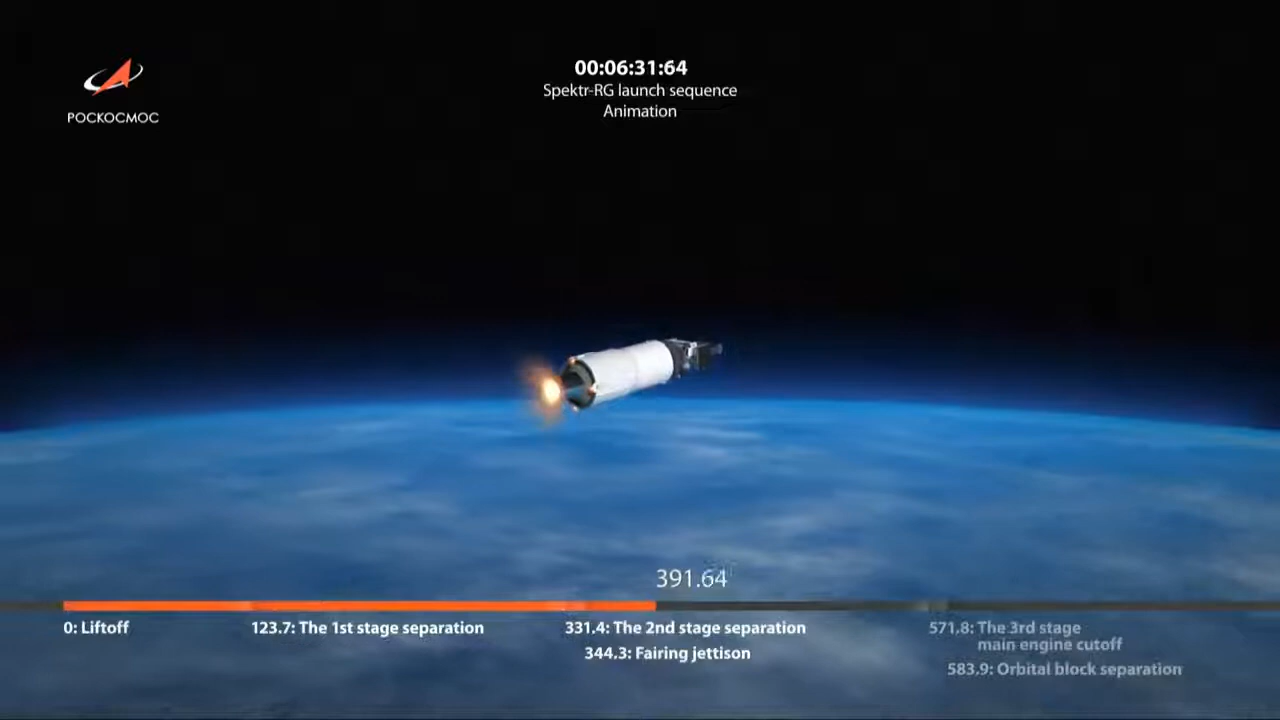 00:06:31:64
Spektr-RG launch sequence
Animation
РОСКОСМОС
391.64
0: Liftoff
123.7: The 1st stage separation
331.4: The 2nd stage separation
344.3: Fairing jettison
571.8: The 3rd stage
main engine cutoff
583.9: Orbital block separation